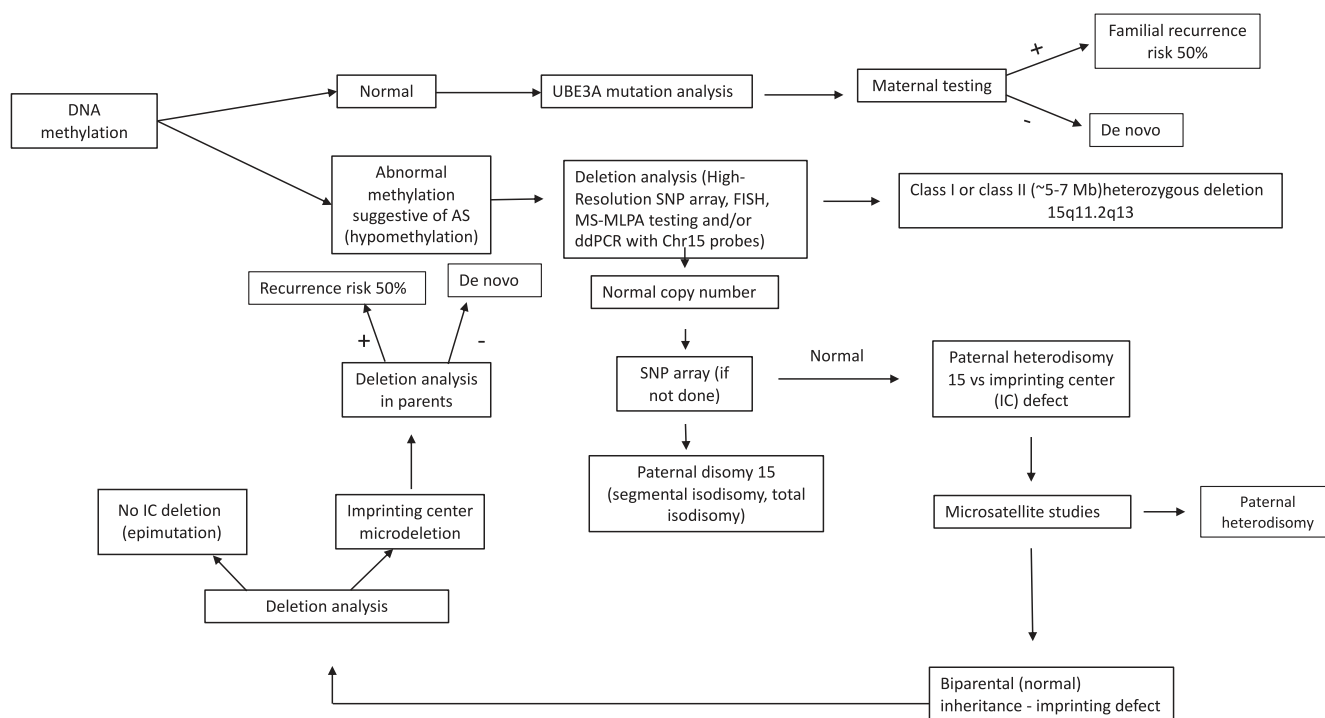 Familial recurrence
risk 50%
+
DNA
methylation
Normal
UBE3A mutation analysis
Maternal testing
-
De novo
Abnormal
methylation
suggestive of AS
(hypomethylation)
Deletion analysis (High-
Resolution SNP array, FISH,
MS-MLPA testing and/or
ddPCR with Chr15 probes)
Class I or class II (~5-7 Mb)heterozygous deletion
15q11.2q13
Recurrence risk 50%
De novo
Normal copy number
+
-
Deletion analysis
in parents
SNP array (if
not done)
Normal
Paternal heterodisomy
15 vs imprinting center
(IC) defect
Paternal disomy 15
(segmental isodisomy, total
isodisomy)
No IC deletion
(epimutation)
Imprinting center
microdeletion
Microsatellite studies
Paternal
heterodisomy
Deletion analysis
Biparental (normal)
inheritance - imprinting defect